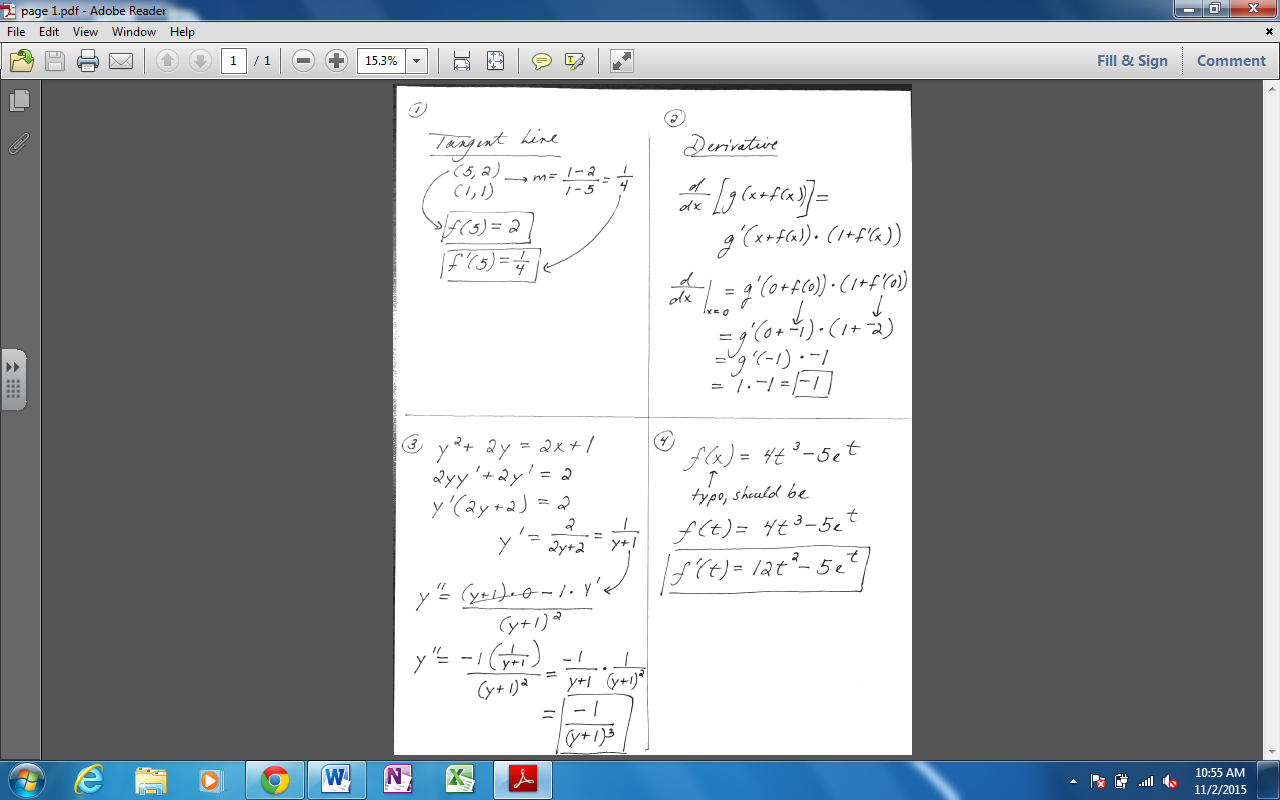 page 1.pdf - Adobe Reader
File Edit View Window Help
1 / 1 15.3% Fill & Sign Comment
①
Tangent Line
(5, 2)
(1, 1) → m = (1-2)/(1-5) = 1/4
f(5) = 2
f'(5) = 1/4
②
Derivative
d/dx [g(x+f(x))] =
g'(x+f(x))·(1+f'(x))
d/dx |x=0 = g'(0+f(0))·(1+f'(0))
= g'(0+ -1)·(1+ -2)
= g'(-1) · -1
= 1·-1 = -1
③ y²+ 2y = 2x+1
2yy' + 2y' = 2
y'(2y+2) = 2
y' = 2/(2y+2) = 1/(y+1)
y" = ((y+1)·0 - 1·y')/(y+1)²
y" = -1(1/(y+1))/(y+1)² = -1/(y+1) · 1/(y+1)²
= -1/(y+1)³
④ f(x) = 4t³-5eᵗ
↑
typo, should be
f(t) = 4t³-5eᵗ
f'(t) = 12t²-5eᵗ
10:55 AM
11/2/2015